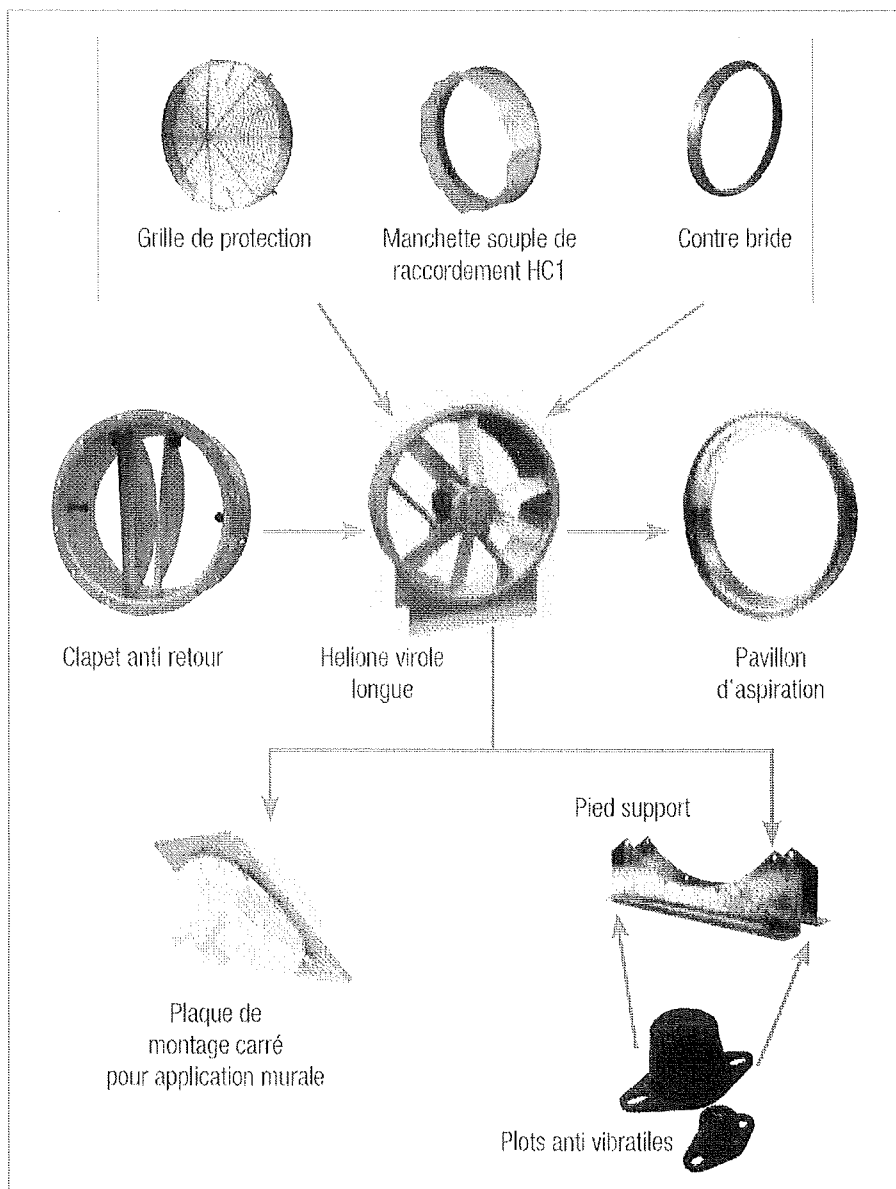 Grille de protection
Manchette souple de
raccordement HC1
Contre bride
Clapet anti retour
Helione virole
longue
Pavillon
d'aspiration
Pied support
Plaque de
montage carré
pour application murale
Plots anti vibratiles